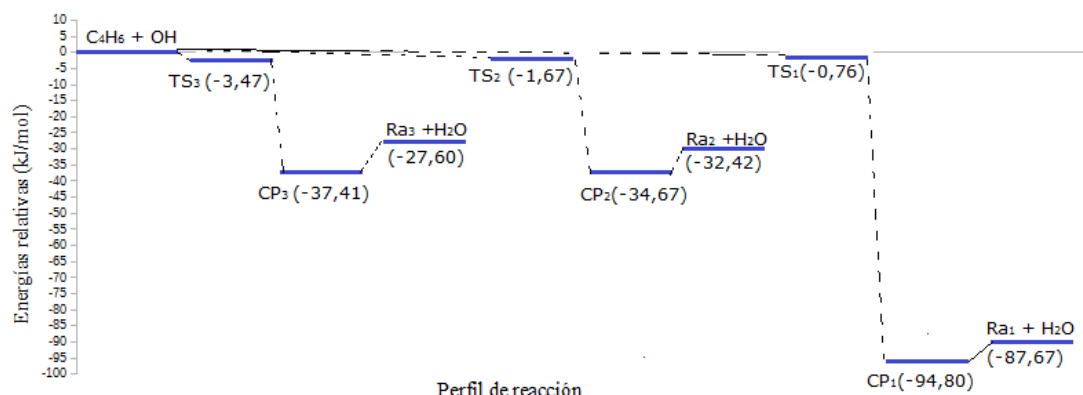 C₄H₆ + OH
TS₃ (-3,47)
TS₂ (-1,67)
TS₁(-0,76)
Ra₃ +H₂O
(-27,60)
Ra₂ +H₂O
(-32,42)
CP₃ (-37,41)
CP₂(-34,67)
Ra₁ + H₂O
(-87,67)
CP₁(-94,80)
10
5
0
-5
-10
-15
-20
-25
-30
-35
-40
-45
-50
-55
-60
-65
-70
-75
-80
-85
-90
-95
-100
Energías relativas (kJ/mol)
Perfil de reacción